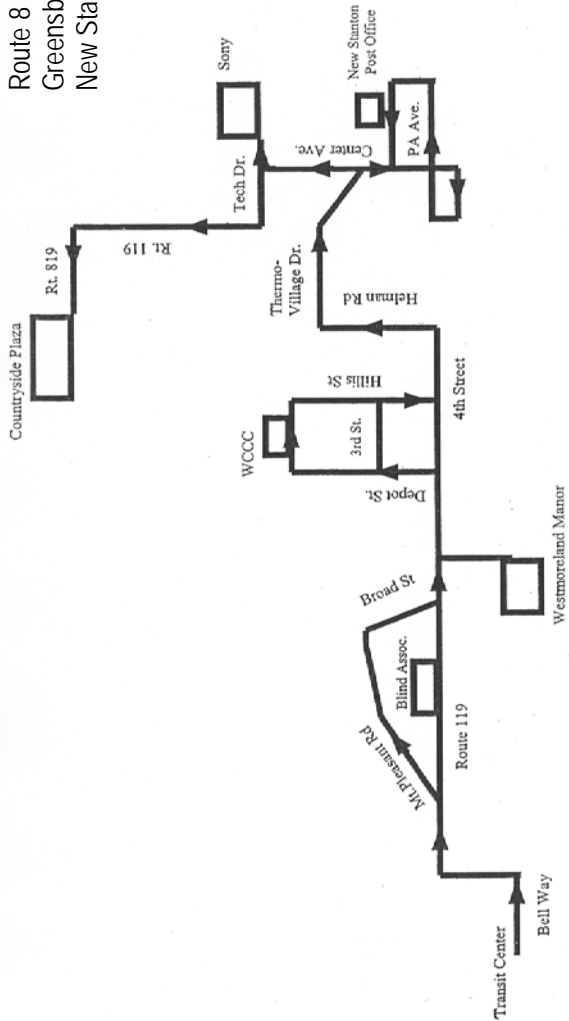 Route 8
Greensb
New Sta
Countryside Plaza
Rt. 819
Rt. 119
Tech Dr.
Sony
Center Ave.
New Stanton
Post Office
PA Ave.
Thermo-
Village Dr.
Helman Rd
WCCC
Hillis St
3rd St.
Depot St.
4th Street
Broad St
Mt.Pleasant Rd
Blind Assoc.
Route 119
Westmoreland Manor
Transit Center
Bell Way